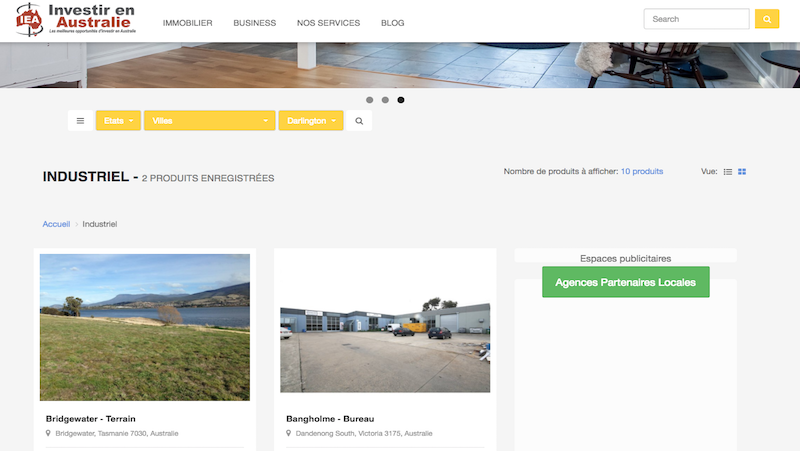 IEA
Investir en
Australie
Les meilleures opportunités d'investir en Australie
IMMOBILIER
BUSINESS
NOS SERVICES
BLOG
Search
Etats
Villes
Darlington
INDUSTRIEL - 2 PRODUITS ENREGISTRÉES
Nombre de produits à afficher: 10 produits
Vue:
Accueil
Industriel
Espaces publicitaires
Agences Partenaires Locales
Bridgewater - Terrain
Bridgewater, Tasmanie 7030, Australie
Bangholme - Bureau
Dandenong South, Victoria 3175, Australie